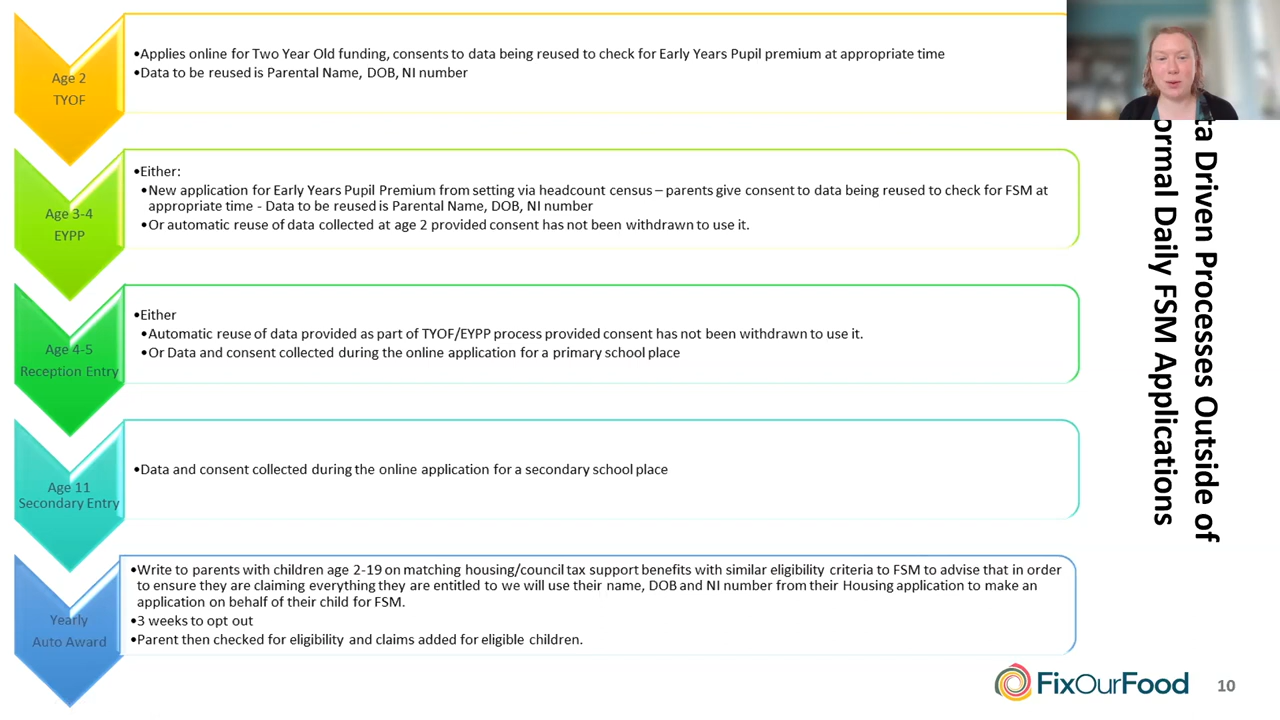 Age 2
TYOF
•Applies online for Two Year Old funding, consents to data being reused to check for Early Years Pupil premium at appropriate time
•Data to be reused is Parental Name, DOB, NI number
Age 3-4
EYPP
•Either:
•New application for Early Years Pupil Premium from setting via headcount census – parents give consent to data being reused to check for FSM at
appropriate time - Data to be reused is Parental Name, DOB, NI number
•Or automatic reuse of data collected at age 2 provided consent has not been withdrawn to use it.
Age 4-5
Reception Entry
•Either
•Automatic reuse of data provided as part of TYOF/EYPP process provided consent has not been withdrawn to use it.
•Or Data and consent collected during the online application for a primary school place
Age 11
Secondary Entry
•Data and consent collected during the online application for a secondary school place
Yearly
Auto Award
•Write to parents with children age 2-19 on matching housing/council tax support benefits with similar eligibility criteria to FSM to advise that in order
to ensure they are claiming everything they are entitled to we will use their name, DOB and NI number from their Housing application to make an
application on behalf of their child for FSM.
•3 weeks to opt out
•Parent then checked for eligibility and claims added for eligible children.
ta Driven Processes Outside of
ormal Daily FSM Applications
FixOurFood
10